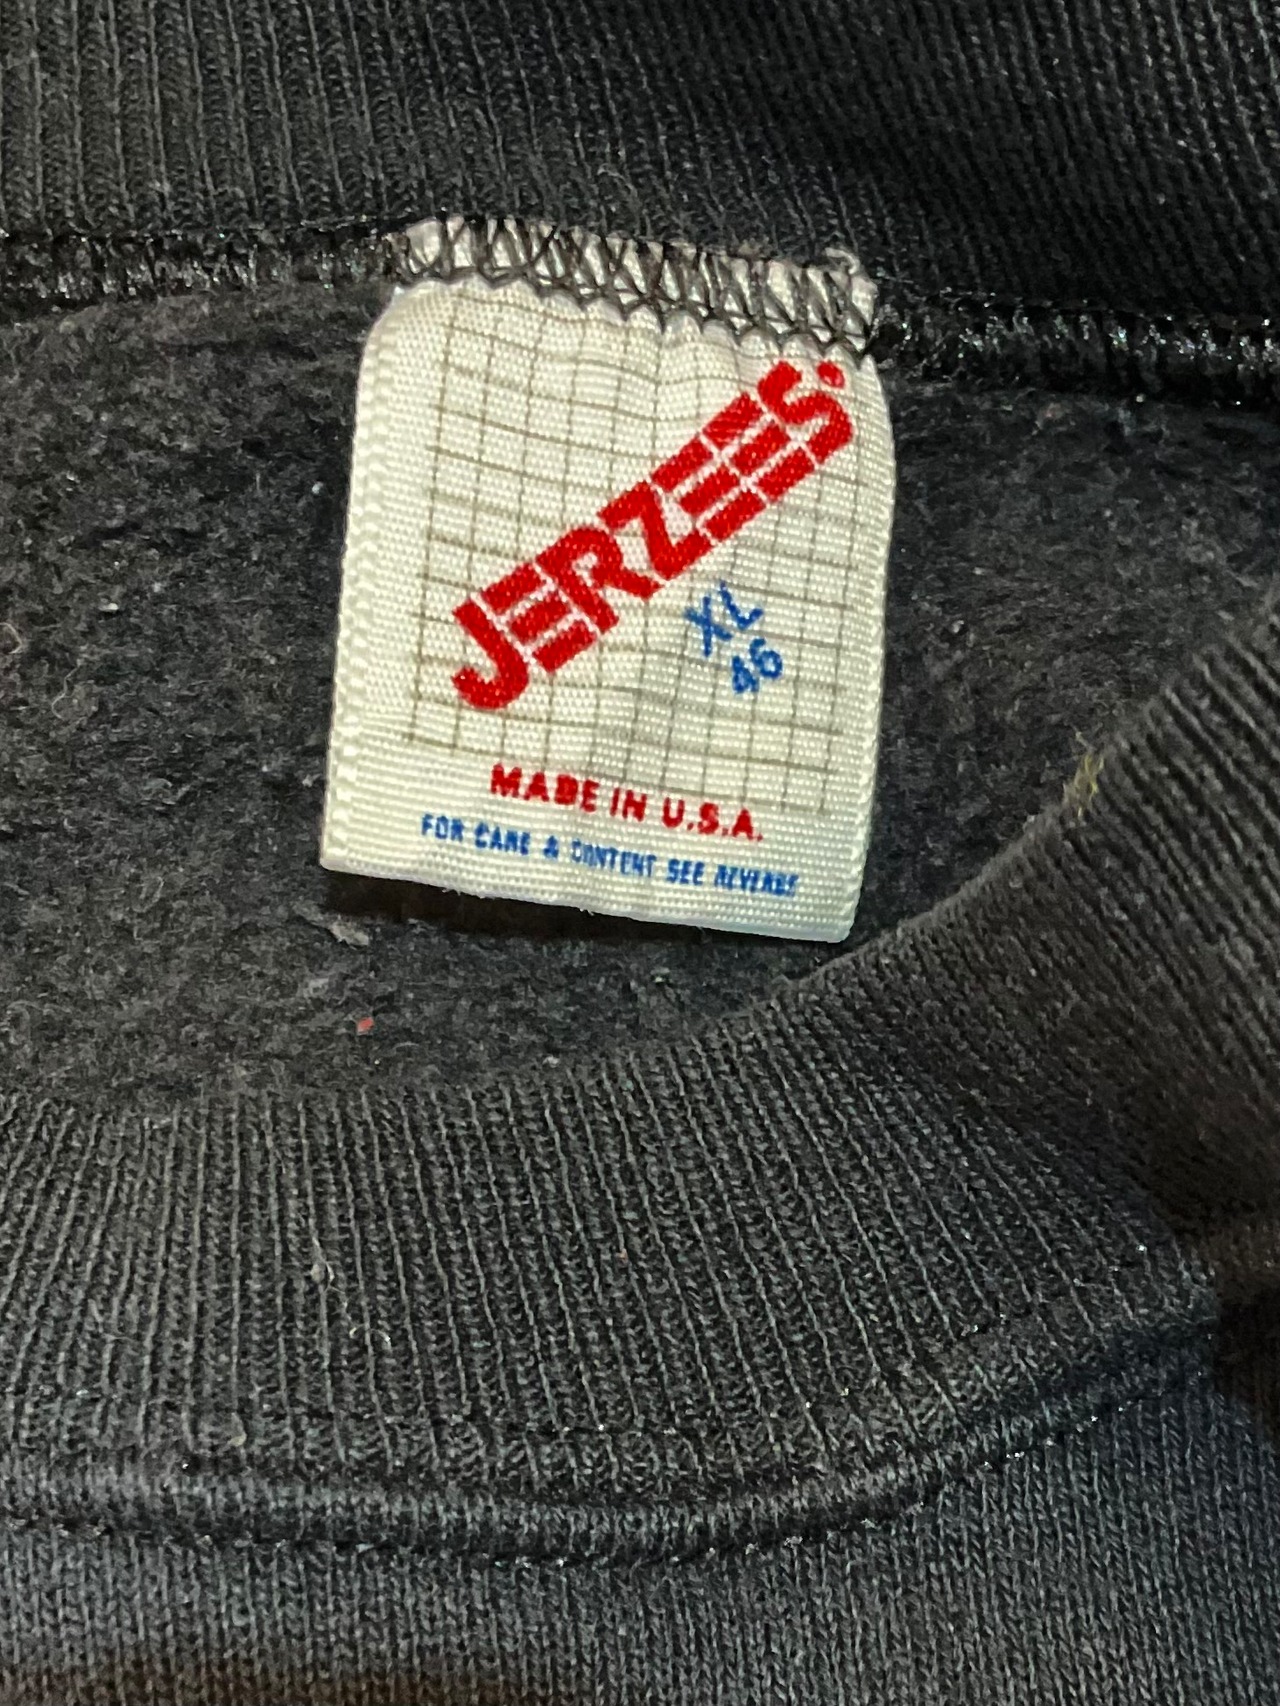 JERZEES
XL
46
MADE IN U.S.A.
FOR CARE & CONTENT SEE REVERSE